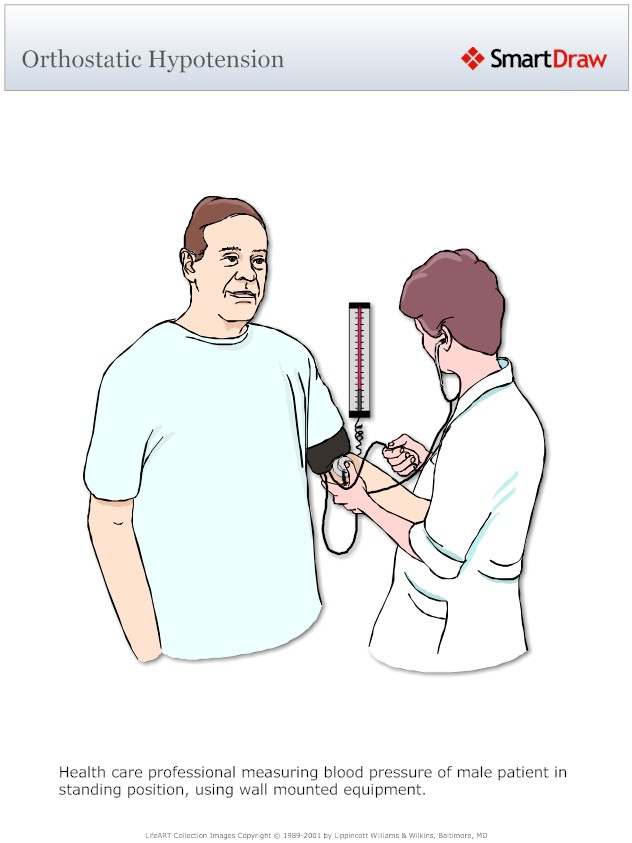 Orthostatic Hypotension
SmartDraw
Health care professional measuring blood pressure of male patient in
standing position, using wall mounted equipment.
LifeART Collection Images Copyright © 1989-2001 by Lippincott Williams & Wilkins, Baltimore, MD